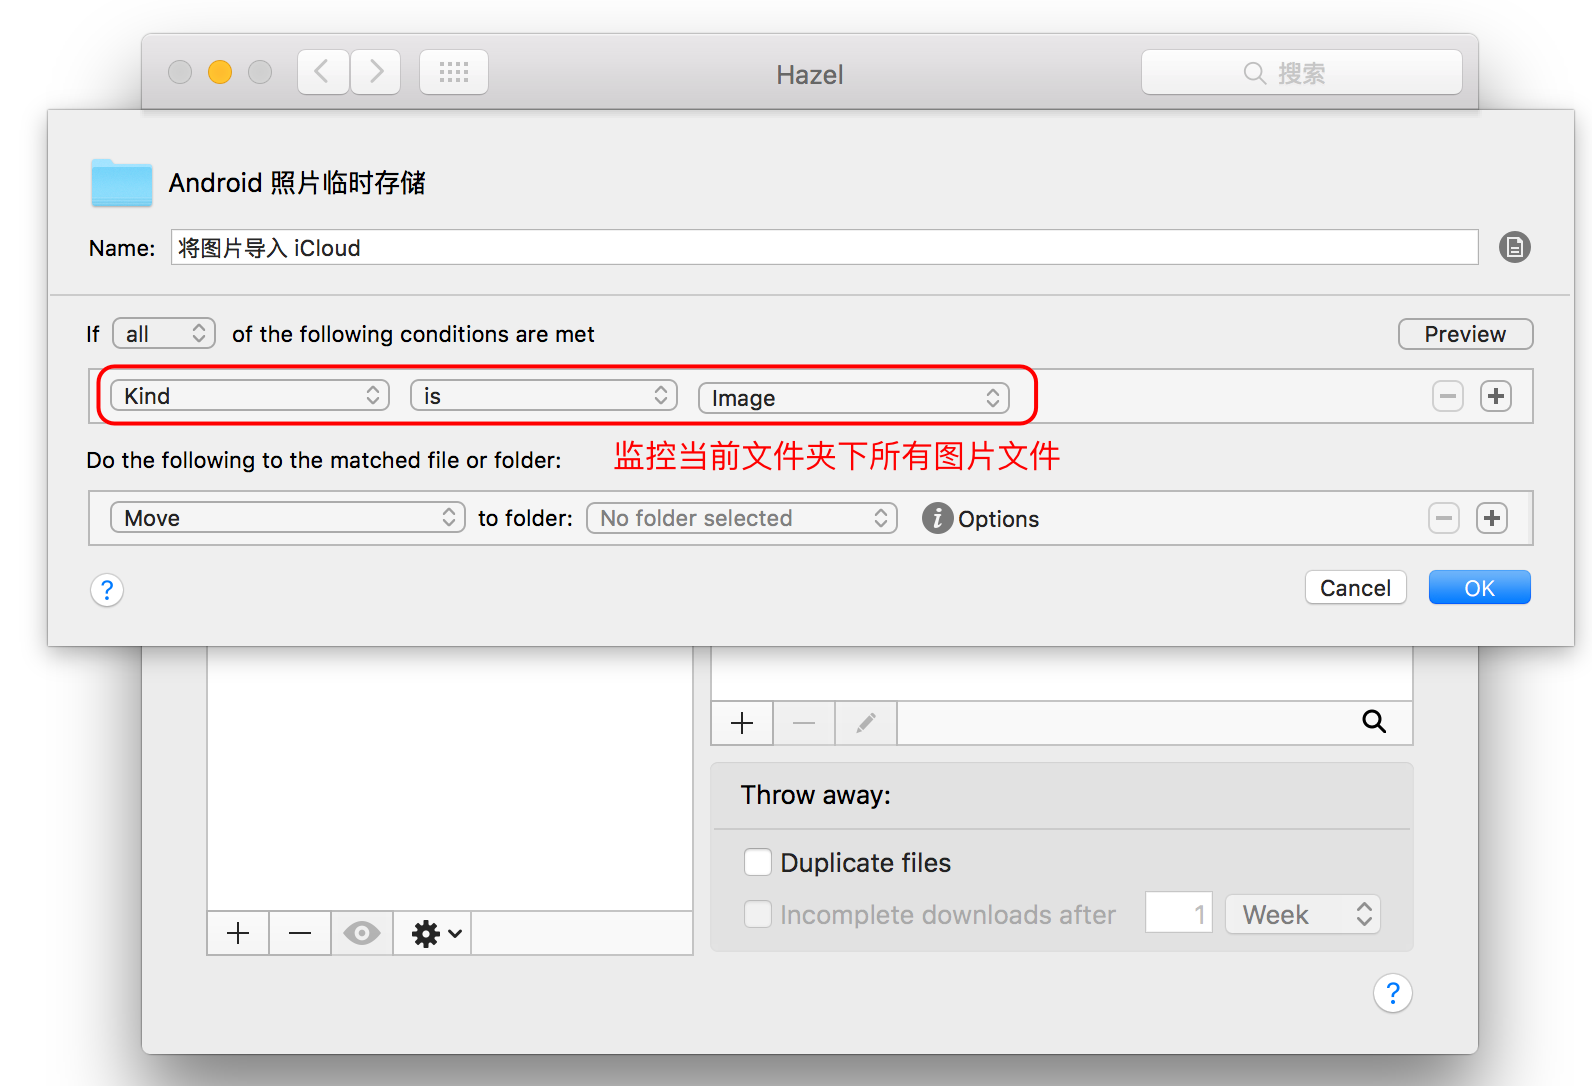 Hazel
搜索
Android 照片临时存储
Name: 将图片导入 iCloud
If all of the following conditions are met Preview
Kind is Image
监控当前文件夹下所有图片文件
Do the following to the matched file or folder:
Move to folder: No folder selected i Options
? Cancel OK
Throw away:
Duplicate files
Incomplete downloads after 1 Week
?